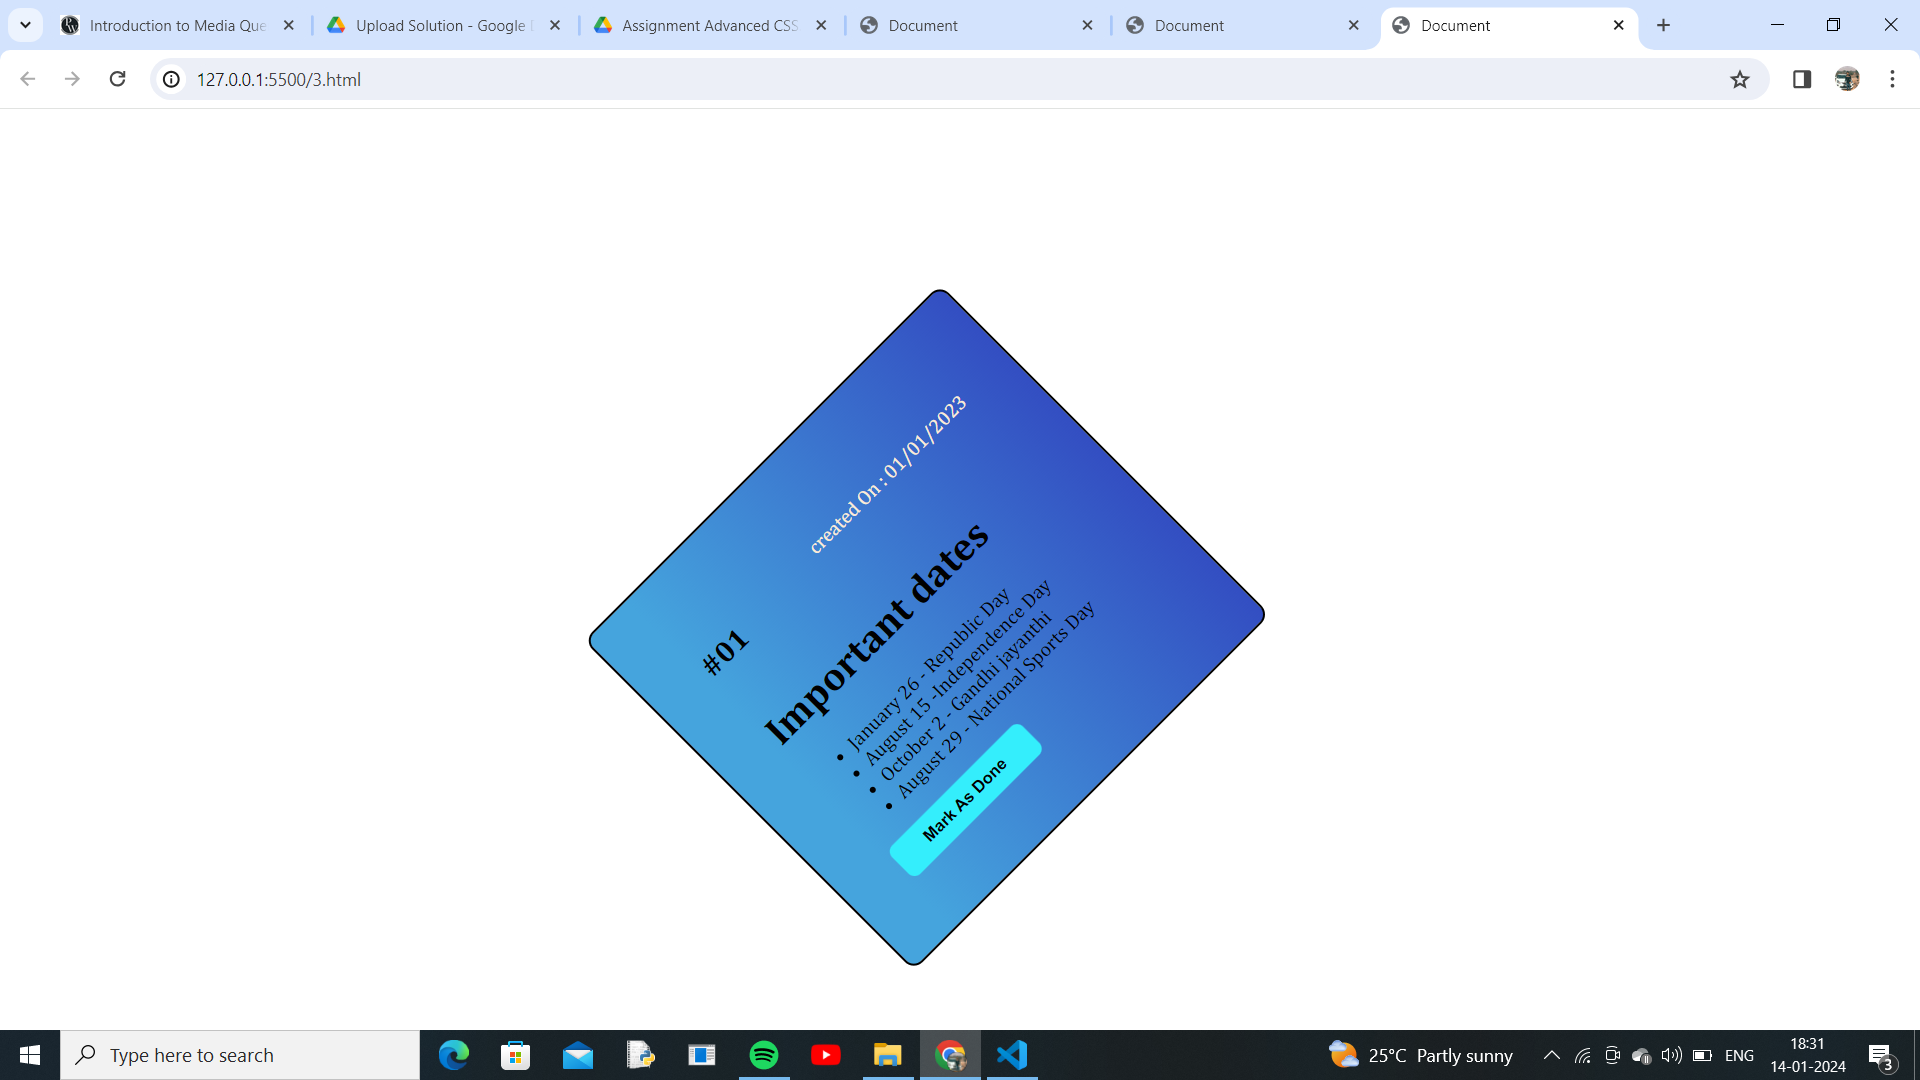 Introduction to Media Que
Upload Solution - Google
Assignment Advanced CSS
Document
Document
Document
127.0.0.1:5500/3.html
created On : 01/01/2023
#01
Important dates
January 26 - Republic Day
August 15 -Independence Day
October 2 - Gandhi jayanthi
August 29 - National Sports Day
Mark As Done
Type here to search
25°C Partly sunny
ENG
18:31
14-01-2024
3